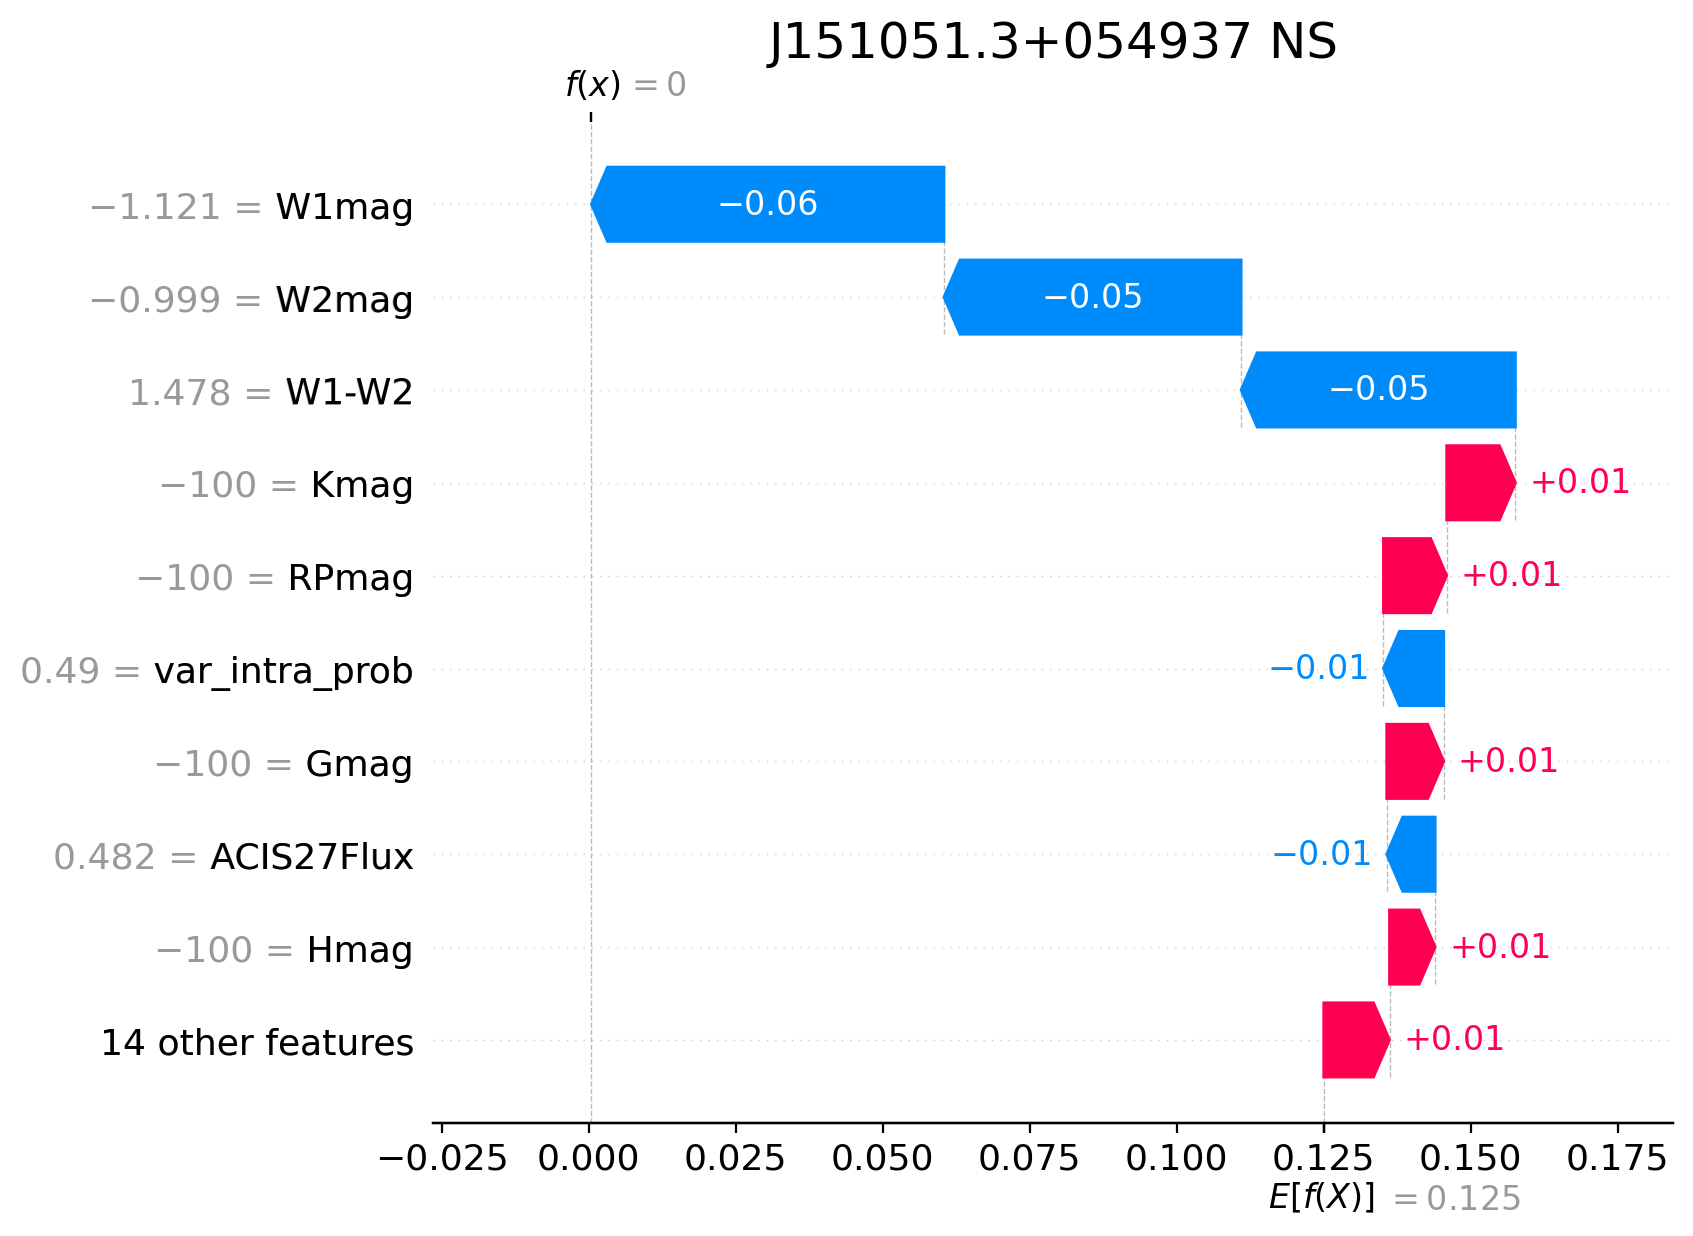 J151051.3+054937 NS
f(x) = 0
−1.121 = W1mag −0.06
−0.999 = W2mag −0.05
1.478 = W1-W2 −0.05
−100 = Kmag +0.01
−100 = RPmag +0.01
0.49 = var_intra_prob −0.01
−100 = Gmag +0.01
0.482 = ACIS27Flux −0.01
−100 = Hmag +0.01
14 other features +0.01
−0.025 0.000 0.025 0.050 0.075 0.100 0.125 0.150 0.175
E[f(X)] = 0.125